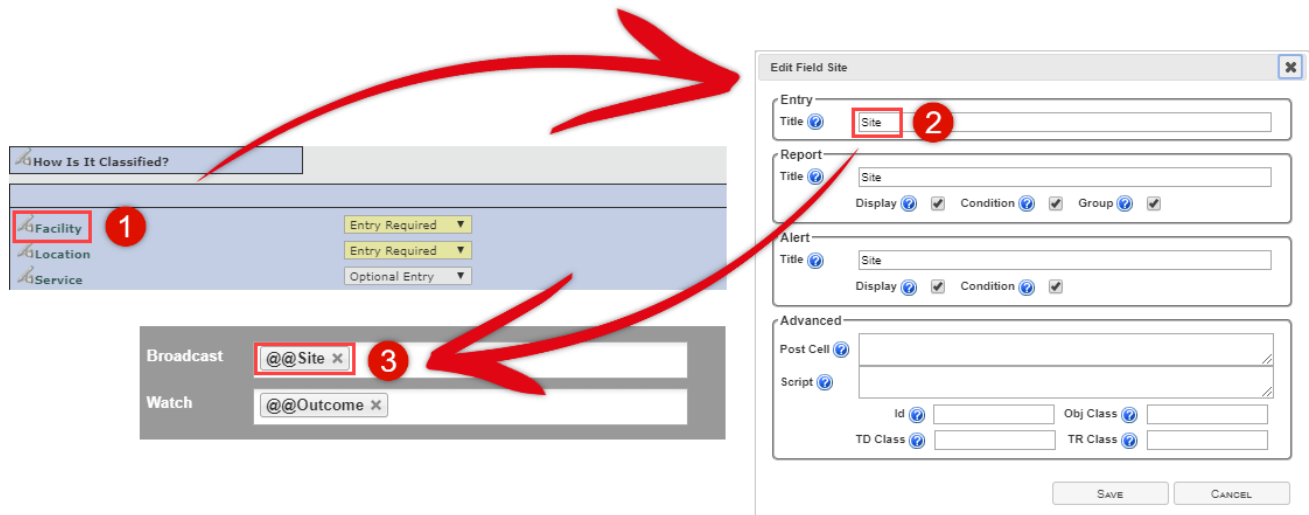 How Is It Classified?
Facility
1
Entry Required ▼
Location
Entry Required ▼
Service
Optional Entry ▼
Broadcast
@@Site ×
3
Watch
@@Outcome ×
Edit Field Site
Entry
Title ?
Site
2
Report
Title ?
Site
Display ? Condition ? Group ?
Alert
Title ?
Site
Display ? Condition ?
Advanced
Post Cell ?
Script ?
Id ? Obj Class ?
TD Class ? TR Class ?
SAVE CANCEL